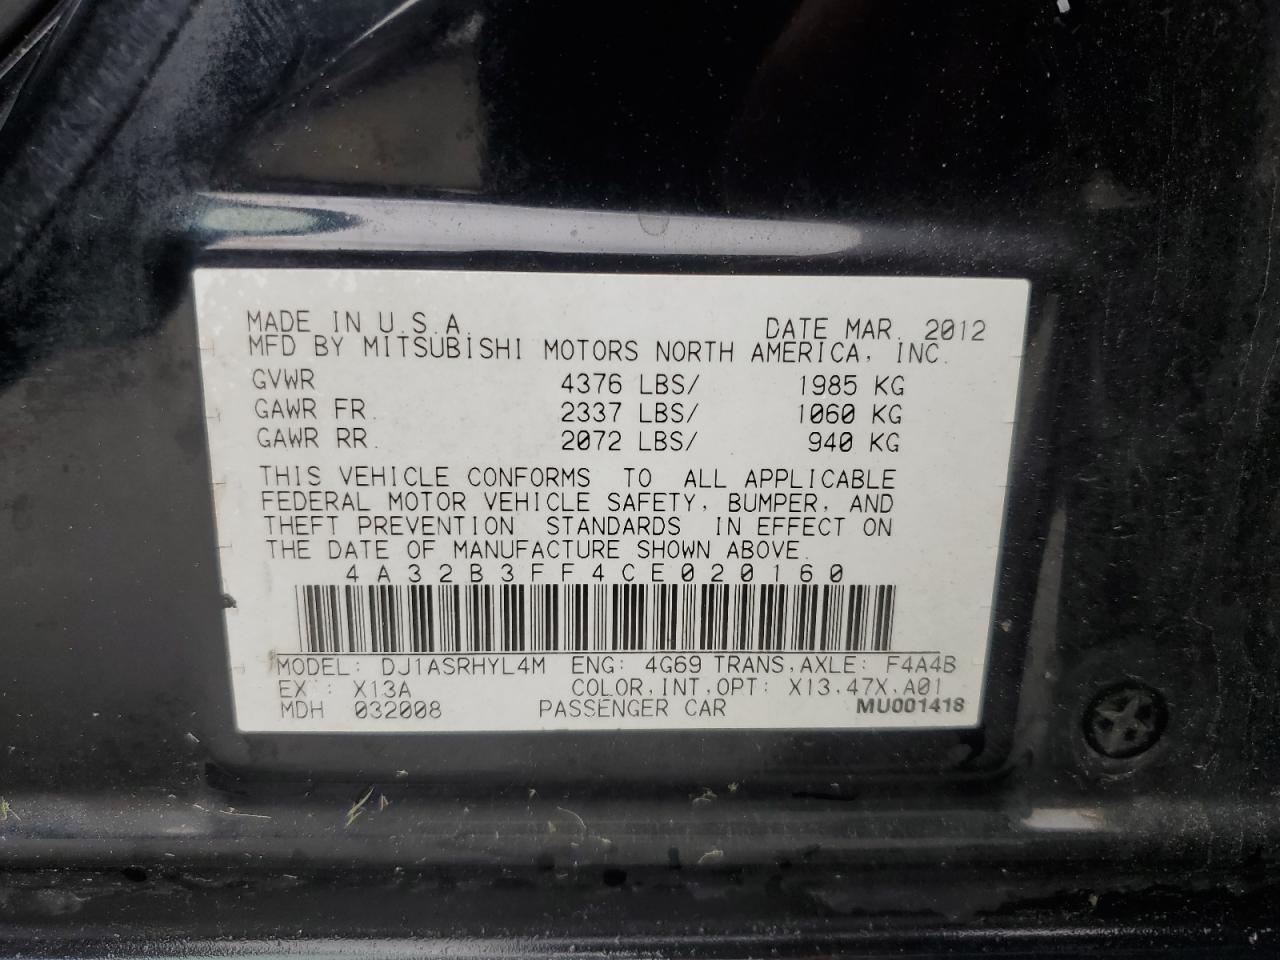 MADE IN U.S.A. DATE MAR. 2012
MFD BY MITSUBISHI MOTORS NORTH AMERICA, INC.
GVWR 4376 LBS/ 1985 KG
GAWR FR. 2337 LBS/ 1060 KG
GAWR RR. 2072 LBS/ 940 KG
THIS VEHICLE CONFORMS TO ALL APPLICABLE
FEDERAL MOTOR VEHICLE SAFETY, BUMPER, AND
THEFT PREVENTION STANDARDS IN EFFECT ON
THE DATE OF MANUFACTURE SHOWN ABOVE.
4A32B3FF4CE020160
MODEL: DJ1ASRHYL4M ENG: 4G69 TRANS,AXLE: F4A4B
EX : X13A COLOR,INT,OPT: X13,47X,A01
MDH 032008 PASSENGER CAR MU001418